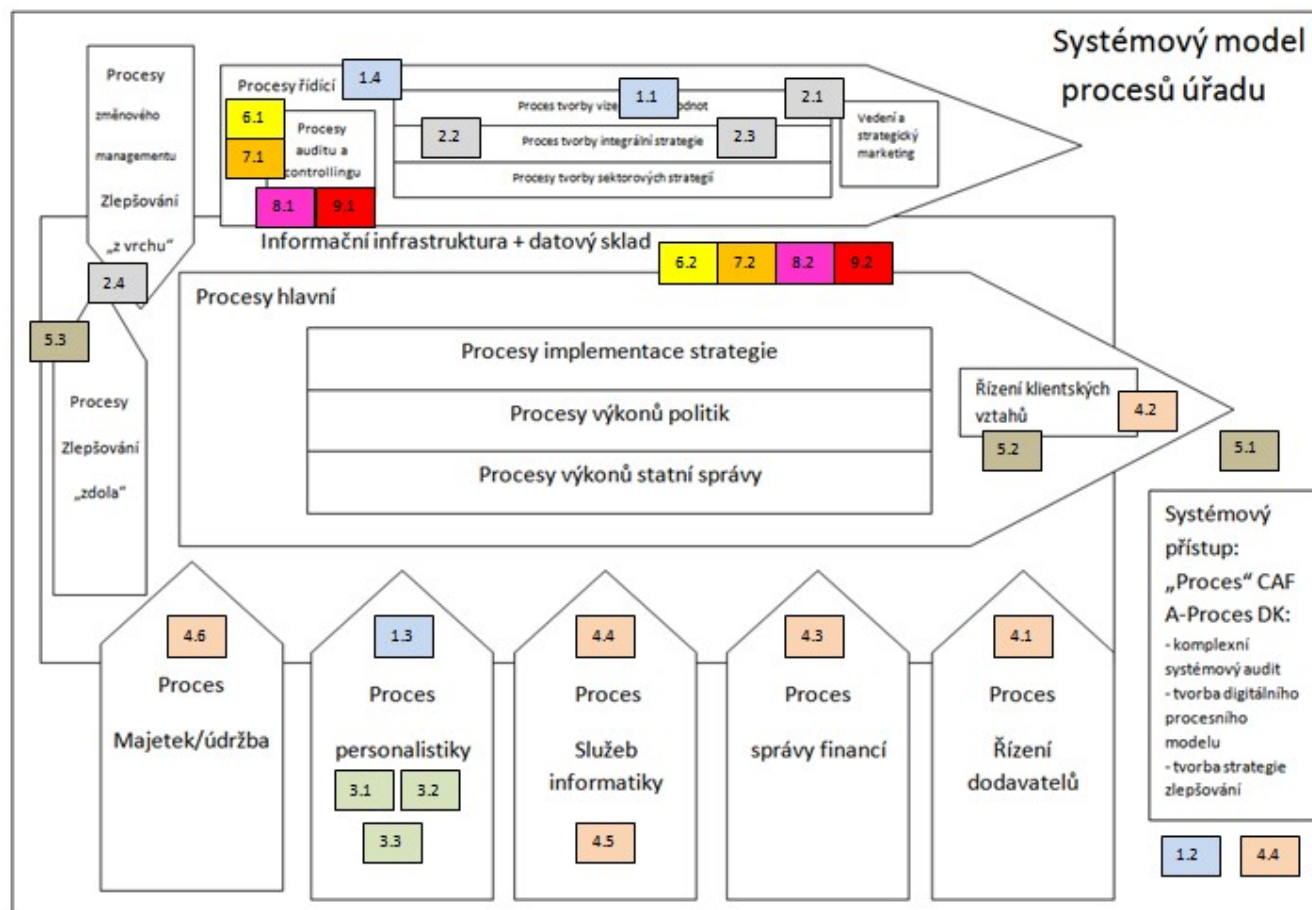 Systémový model
procesů úřadu
Procesy
změnového
managementu
Zlepšování
„z vrchu“
2.4
5.3
Procesy
Zlepšování
„zdola“
Procesy řídící
1.4
6.1
7.1
Procesy
auditu a
controllingu
8.1
9.1
Proces tvorby vize
1.1
2.1
2.2
Proces tvorby integrální strategie
2.3
Procesy tvorby sektorových strategií
Vedení a
strategický
marketing
Informační infrastruktura + datový sklad
6.2
7.2
8.2
9.2
Procesy hlavní
Procesy implementace strategie
Procesy výkonů politik
Procesy výkonů statní správy
Řízení klientských
vztahů
4.2
5.2
5.1
4.6
Proces
Majetek/údržba
1.3
Proces
personalistiky
3.1
3.2
3.3
4.4
Proces
Služeb
informatiky
4.5
4.3
Proces
správy financí
4.1
Proces
Řízení
dodavatelů
Systémový
přístup:
„Proces“ CAF
A-Proces DK:
- komplexní
systémový audit
- tvorba digitálního
procesního
modelu
- tvorba strategie
zlepšování
1.2
4.4